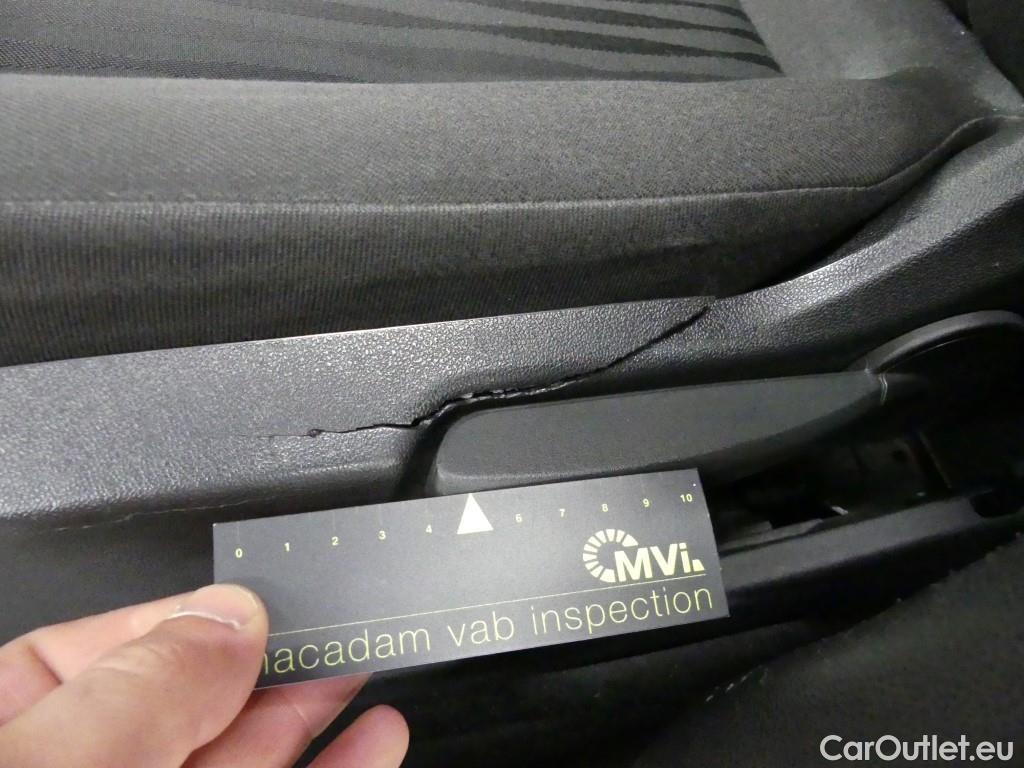 0 1 2 3 4 6 7 8 9 10
MVi.
macadam vab inspection
CarOutlet.eu